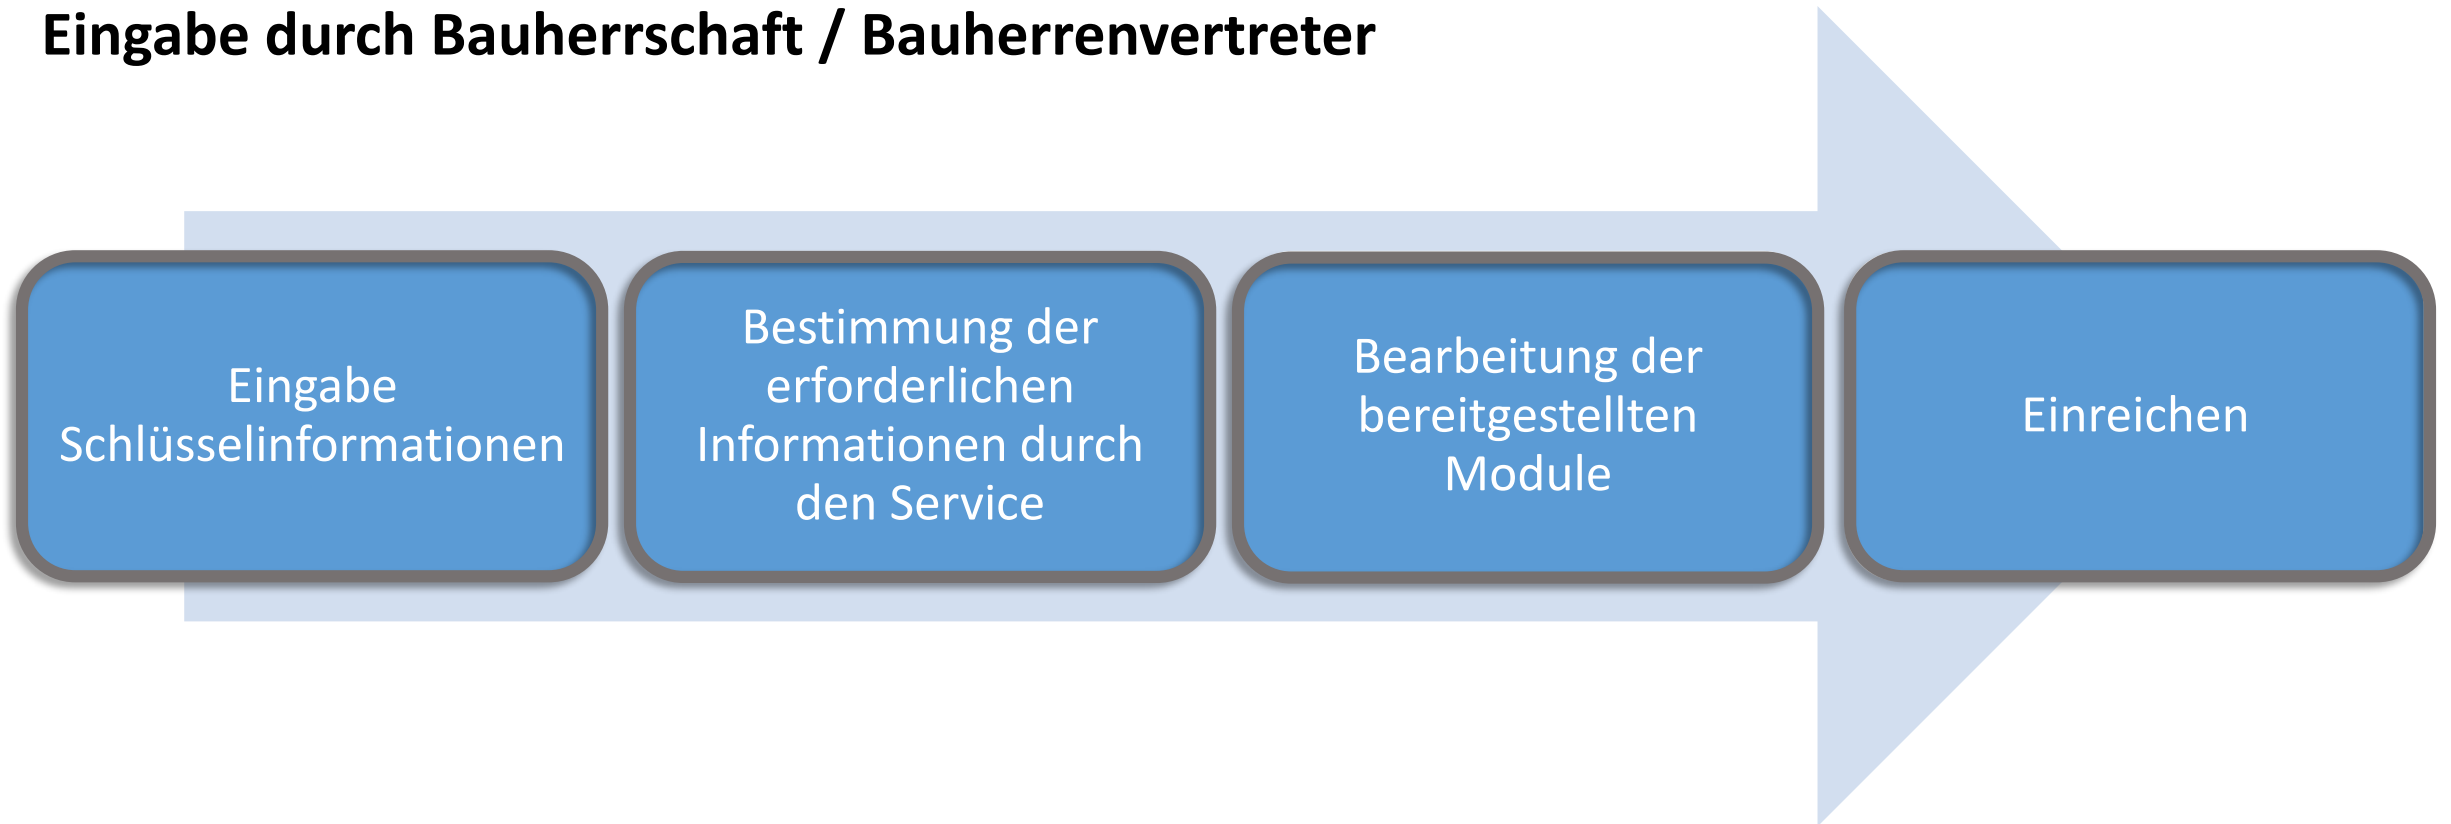 Eingabe durch Bauherrschaft / Bauherrenvertreter
Eingabe
Schlüsselinformationen
Bestimmung der
erforderlichen
Informationen durch
den Service
Bearbeitung der
bereitgestellten
Module
Einreichen